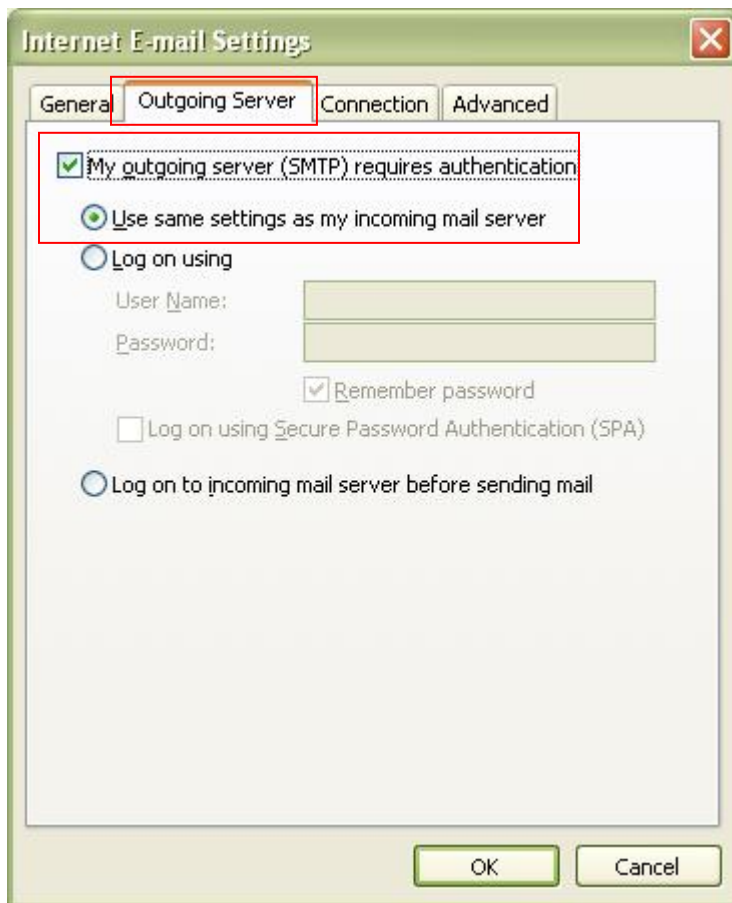 Internet E-mail Settings
General Outgoing Server Connection Advanced
My outgoing server (SMTP) requires authentication
Use same settings as my incoming mail server
Log on using
User Name:
Password:
Remember password
Log on using Secure Password Authentication (SPA)
Log on to incoming mail server before sending mail
OK Cancel